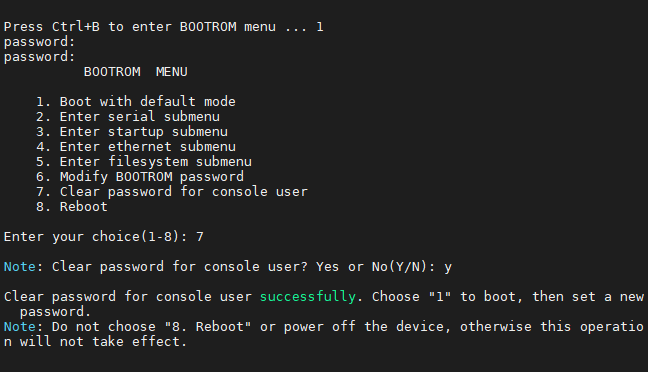 Press Ctrl+B to enter BOOTROM menu ... 1
password:
password:
BOOTROM  MENU
1. Boot with default mode
2. Enter serial submenu
3. Enter startup submenu
4. Enter ethernet submenu
5. Enter filesystem submenu
6. Modify BOOTROM password
7. Clear password for console user
8. Reboot
Enter your choice(1-8): 7
Note: Clear password for console user? Yes or No(Y/N): y
Clear password for console user successfully. Choose "1" to boot, then set a new
password.
Note: Do not choose "8. Reboot" or power off the device, otherwise this operatio
n will not take effect.